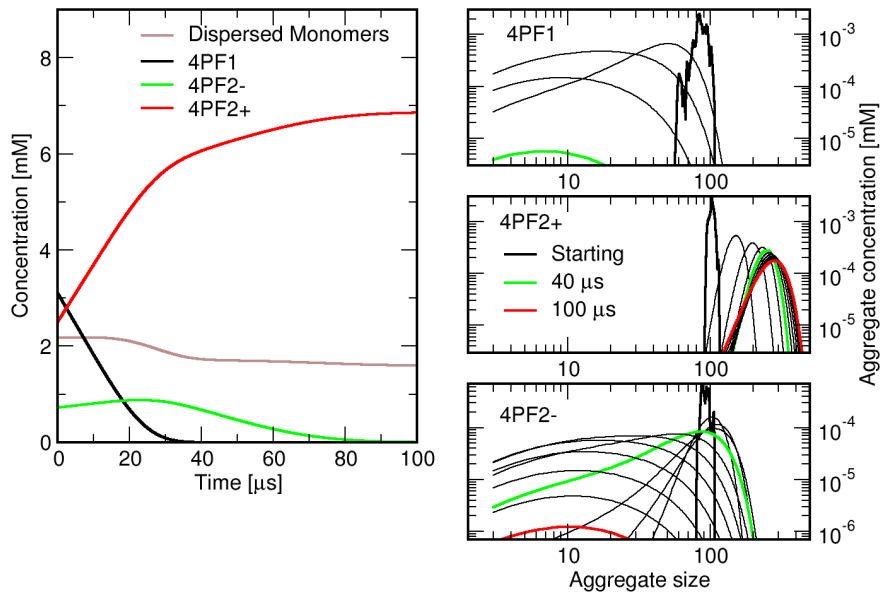 Dispersed Monomers
4PF1
4PF2-
4PF2+
Concentration [mM]
8
6
4
2
0
0 20 40 60 80 100
Time [μs]
4PF1
10 100
10^-3
10^-4
10^-5
4PF2+
Starting
40 μs
100 μs
10 100
10^-3
10^-4
10^-5
4PF2-
10 100
10^-4
10^-5
10^-6
Aggregate size
Aggregate concentration [mM]